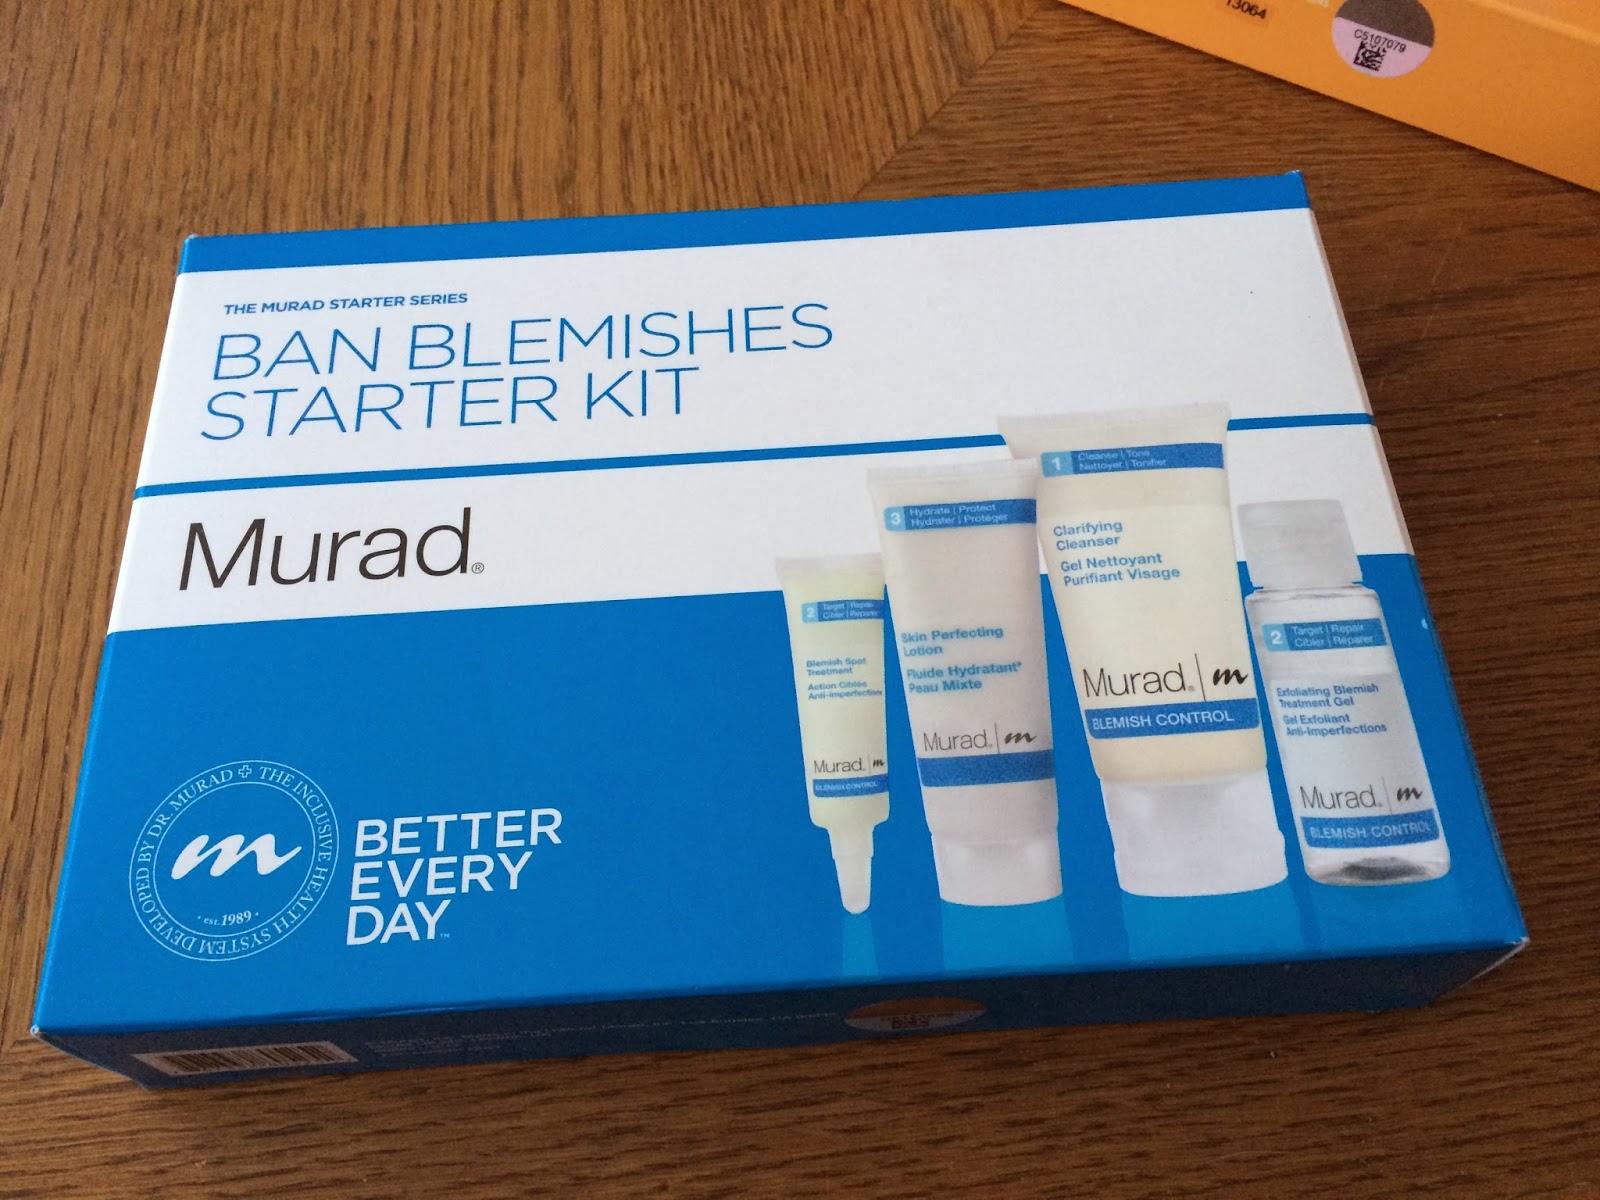 13064
C5107079
THE MURAD STARTER SERIES
BAN BLEMISHES
STARTER KIT
Murad®
DEVELOPED BY DR. MURAD THE INCLUSIVE HEALTH SYSTEM
m
· est.1989 ·
BETTER
EVERY
DAY™
2 Target | Repair
Cibler | Réparer
Blemish Spot
Treatment
Action Ciblée
Anti-imperfections
Murad. m
BLEMISH CONTROL
3 Hydrate | Protect
Hydrater | Protéger
Skin Perfecting
Lotion
Fluide Hydratant*
Peau Mixte
Murad. m
1 Cleanse | Tone
Nettoyer | Tonifier
Clarifying
Cleanser
Gel Nettoyant
Purifiant Visage
Murad® m
BLEMISH CONTROL
2 Target | Repair
Cibler | Réparer
Exfoliating Blemish
Treatment Gel
Gel Exfoliant
Anti-Imperfections
Murad. m
BLEMISH CONTROL